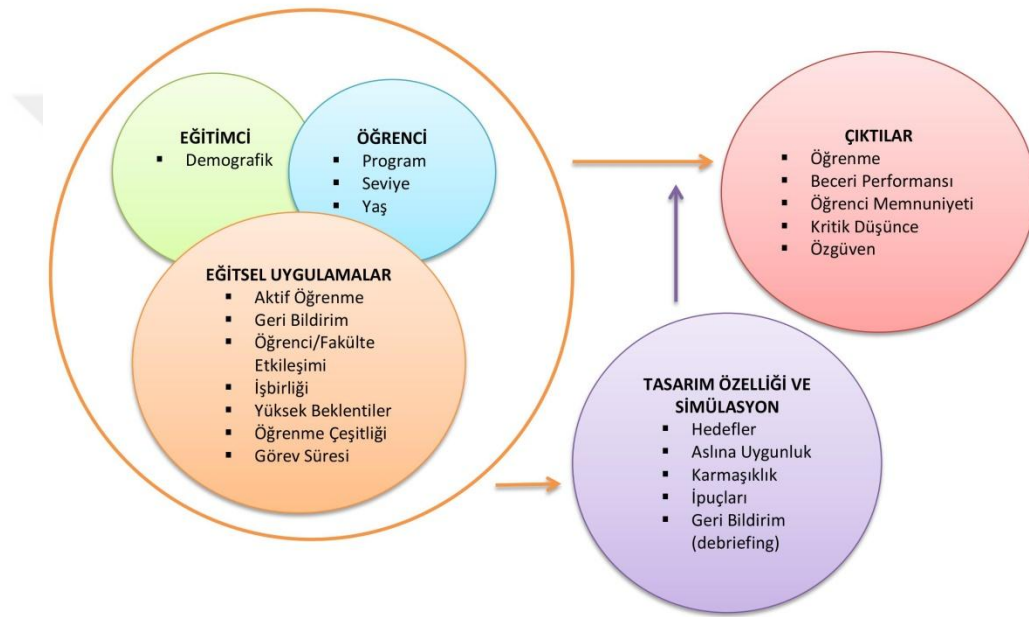 EĞİTİMCİ
▪ Demografik
ÖĞRENCİ
▪ Program
▪ Seviye
▪ Yaş
EĞİTSEL UYGULAMALAR
▪ Aktif Öğrenme
▪ Geri Bildirim
▪ Öğrenci/Fakülte
Etkileşimi
▪ İşbirliği
▪ Yüksek Beklentiler
▪ Öğrenme Çeşitliği
▪ Görev Süresi
ÇIKTILAR
▪ Öğrenme
▪ Beceri Performansı
▪ Öğrenci Memnuniyeti
▪ Kritik Düşünce
▪ Özgüven
TASARIM ÖZELLİĞİ VE
SİMÜLASYON
▪ Hedefler
▪ Aslına Uygunluk
▪ Karmaşıklık
▪ İpuçları
▪ Geri Bildirim
(debriefing)